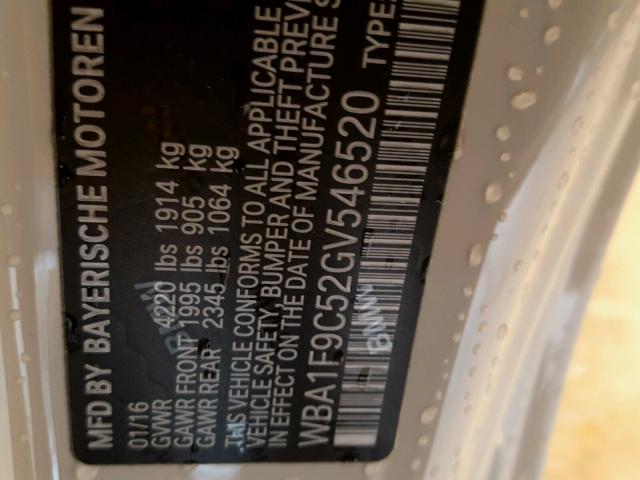 MFD BY BAYERISCHE MOTOREN
01/16
GVWR 4220 lbs 1914 kg
GAWR FRONT 1995 lbs 905 kg
GAWR REAR 2345 lbs 1064 kg
THIS VEHICLE CONFORMS TO ALL APPLICABLE
VEHICLE SAFETY, BUMPER AND THEFT PREV
IN EFFECT ON THE DATE OF MANUFACTURE S
WBA1F9C52GV546520 TYPE:
BMW
BMW